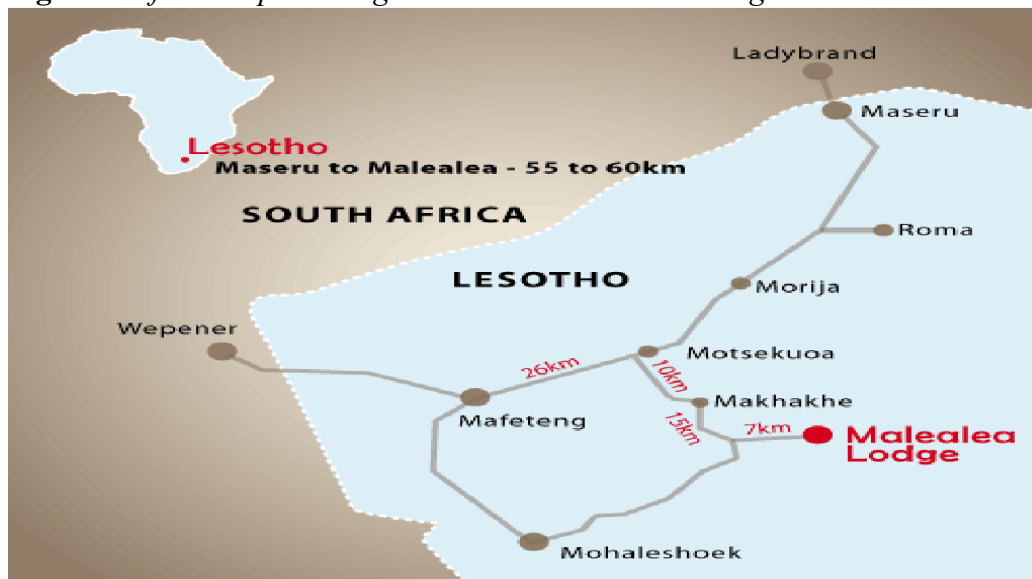 Ladybrand
Maseru
Lesotho
Maseru to Malealea - 55 to 60km
SOUTH AFRICA
Roma
LESOTHO
Morija
Wepener
Motsekuoa
26km
10km
Makhakhe
Mafeteng
15km
7km
Malealea
Lodge
Mohaleshoek